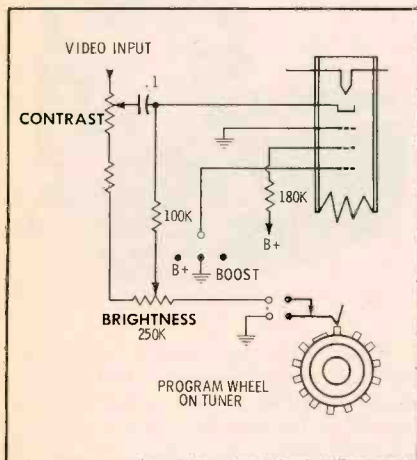 VIDEO INPUT
.1
CONTRAST
180K
100K
B+
B+ BOOST
BRIGHTNESS
250K
PROGRAM WHEEL
ON TUNER